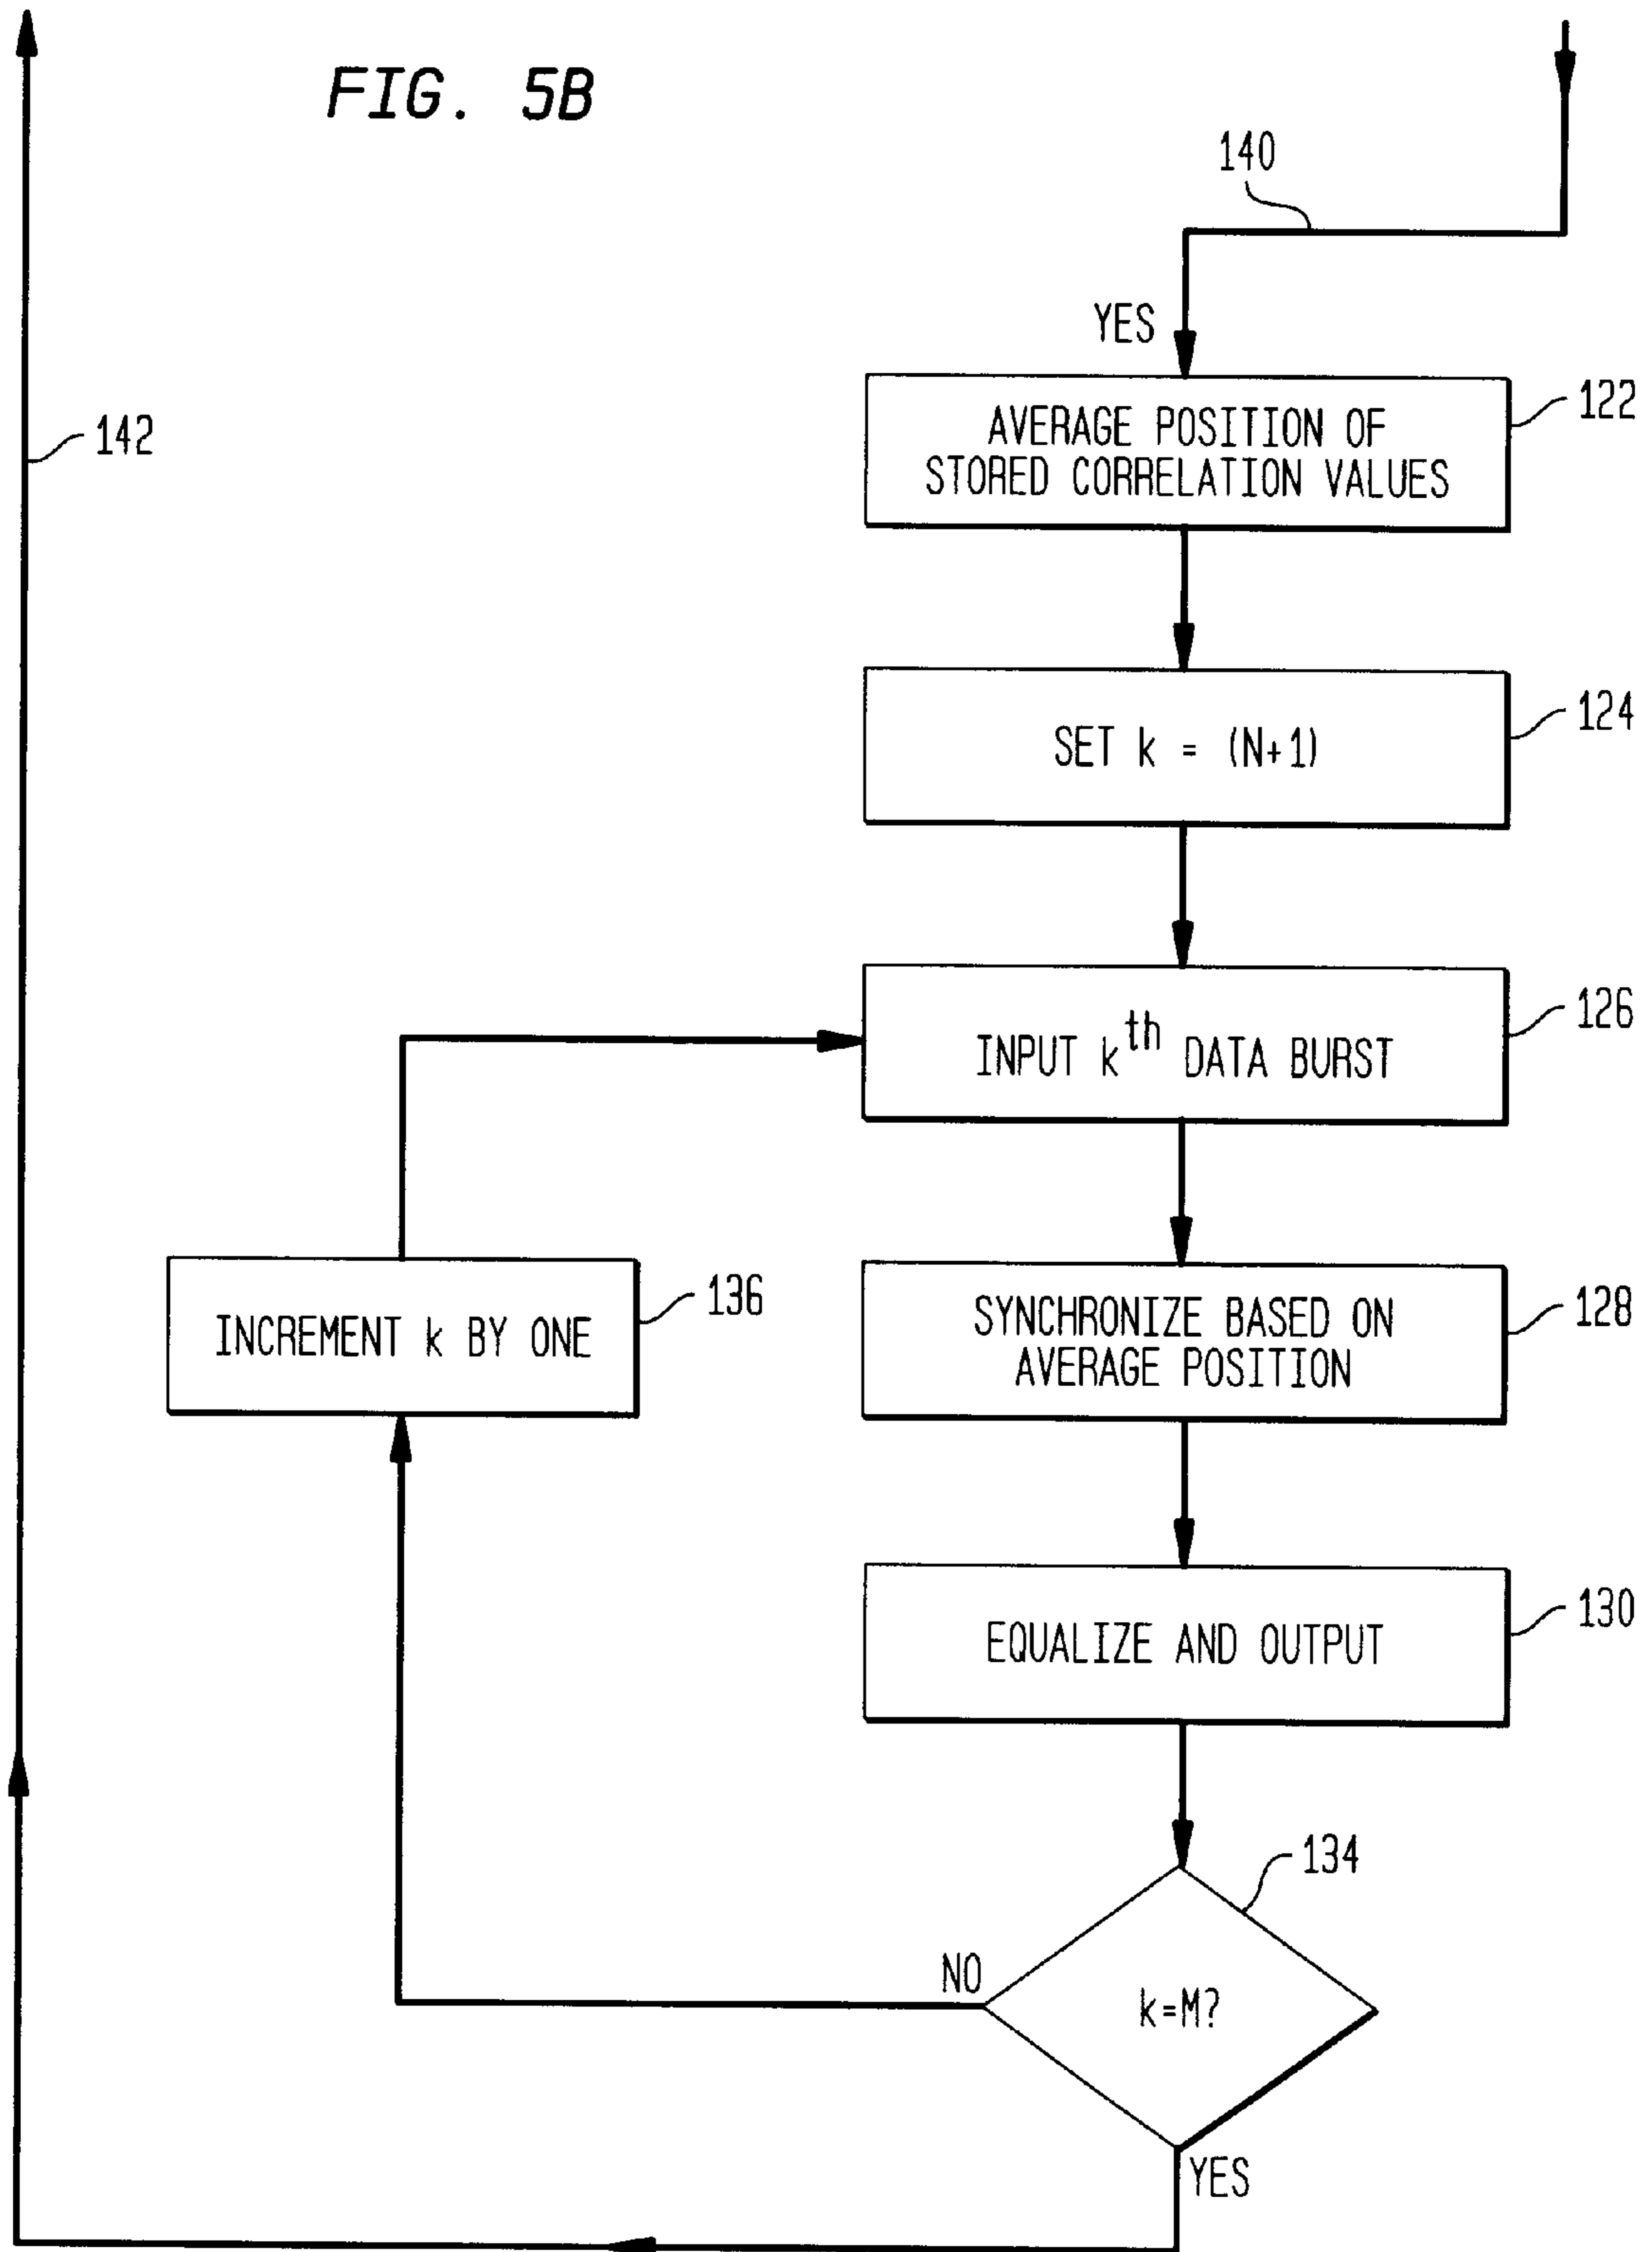 FIG. 5B
140
YES
122
AVERAGE POSITION OF
STORED CORRELATION VALUES
142
124
SET k = (N+1)
126
INPUT kth DATA BURST
136
INCREMENT k BY ONE
128
SYNCHRONIZE BASED ON
AVERAGE POSITION
130
EQUALIZE AND OUTPUT
134
NO
k=M?
YES